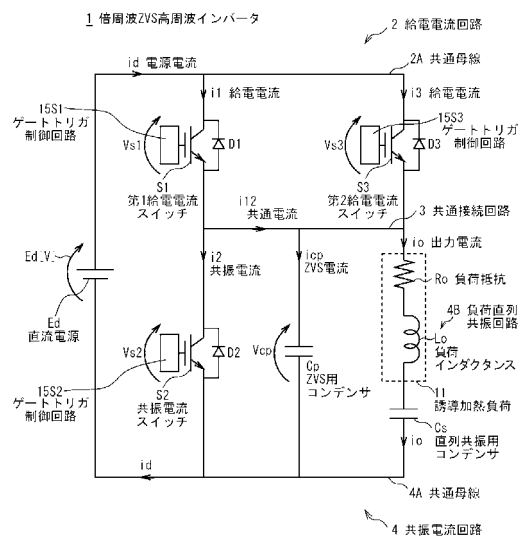 1 倍周波ZVS高周波インバータ
2 給電電流回路
id 電源電流
2A 共通母線
i1 給電電流
i3 給電電流
15S1
ゲートトリガ
制御回路
Vs1
D1
S1
第1給電電流
スイッチ
15S3
ゲートトリガ
制御回路
Vs3
D3
S3
第2給電電流
スイッチ
i12
共通電流
3 共通接続回路
i2
共振電流
icp
ZVS電流
io 出力電流
Ed[V]
Ed
直流電源
Ro 負荷抵抗
4B 負荷直列
共振回路
Lo
負荷
インダクタンス
Vs2
D2
15S2
ゲートトリガ
制御回路
S2
共振電流
スイッチ
Vcp
Cp
ZVS用
コンデンサ
11
誘導加熱負荷
Cs
直列共振用
コンデンサ
io
id
4A 共通母線
4 共振電流回路